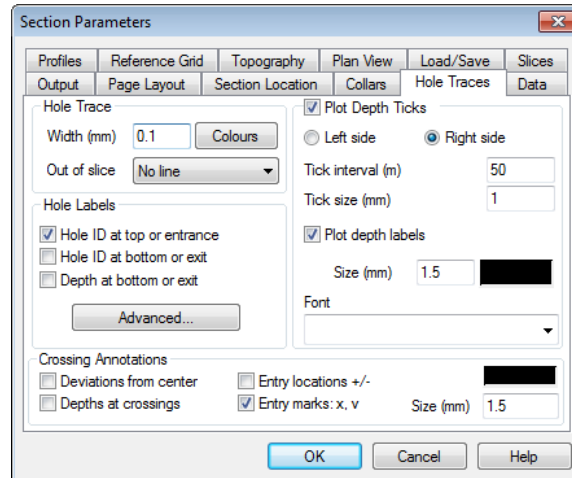 Section Parameters
Profiles Reference Grid Topography Plan View Load/Save Slices
Output Page Layout Section Location Collars Hole Traces Data
Hole Trace
Width (mm) 0.1 Colours
Out of slice No line
Hole Labels
Hole ID at top or entrance
Hole ID at bottom or exit
Depth at bottom or exit
Advanced...
Plot Depth Ticks
Left side Right side
Tick interval (m) 50
Tick size (mm) 1
Plot depth labels
Size (mm) 1.5
Font
Crossing Annotations
Deviations from center Entry locations +/-
Depths at crossings Entry marks: x, v Size (mm) 1.5
OK Cancel Help